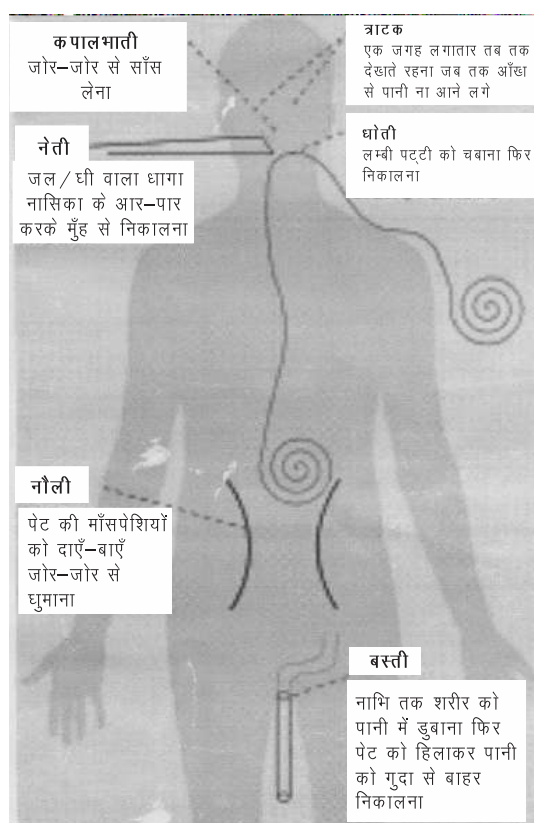 कपालभाती
जोर–जोर से साँस
लेना
त्राटक
एक जगह लगातार तब तक
देखते रहना जब तक आँख
से पानी ना आने लगे
नेती
जल/घी वाला धागा
नासिका के आर–पार
करके मुँह से निकालना
धोती
लम्बी पट्टी को चबाना फिर
निकालना
नौली
पेट की माँसपेशियों
को दाएँ–बाएँ
जोर–जोर से
घुमाना
बस्ती
नाभि तक शरीर को
पानी में डुबाना फिर
पेट को हिलाकर पानी
को गुदा से बाहर
निकालना